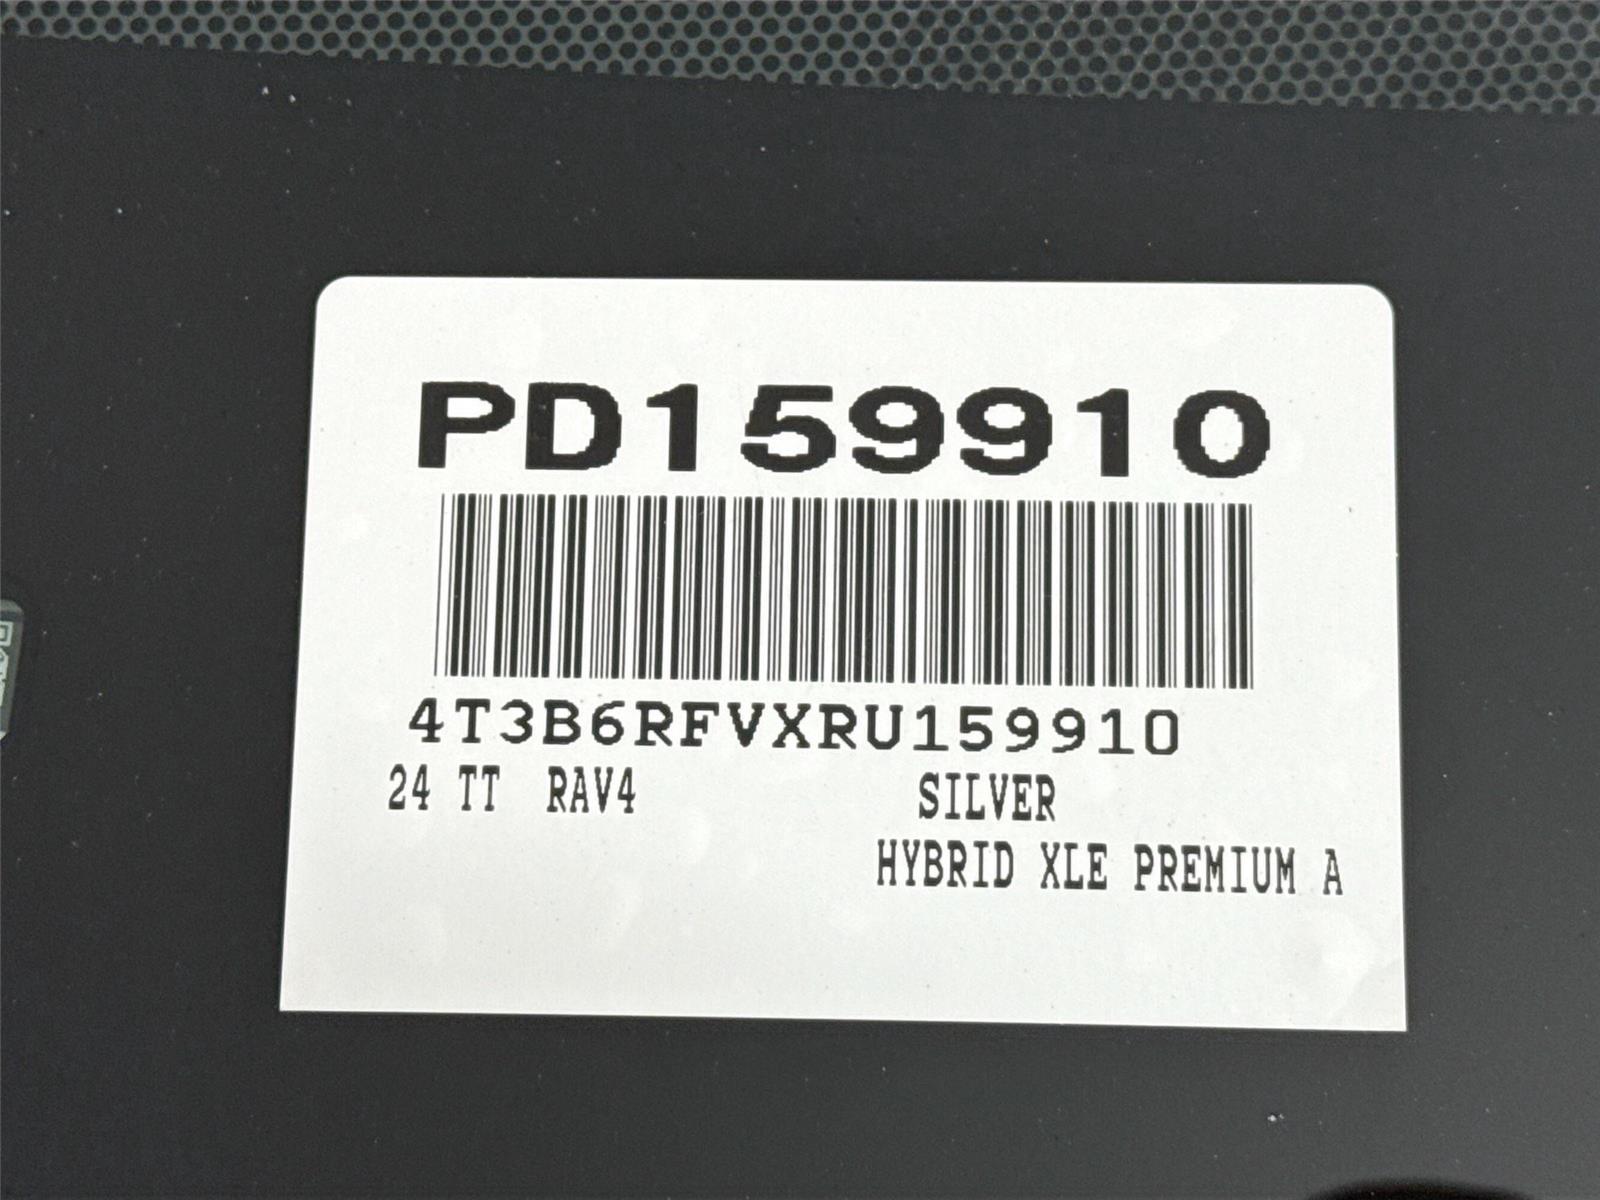 PD159910
4T3B6RFVXRU159910
24 TT RAV4 SILVER
HYBRID XLE PREMIUM A